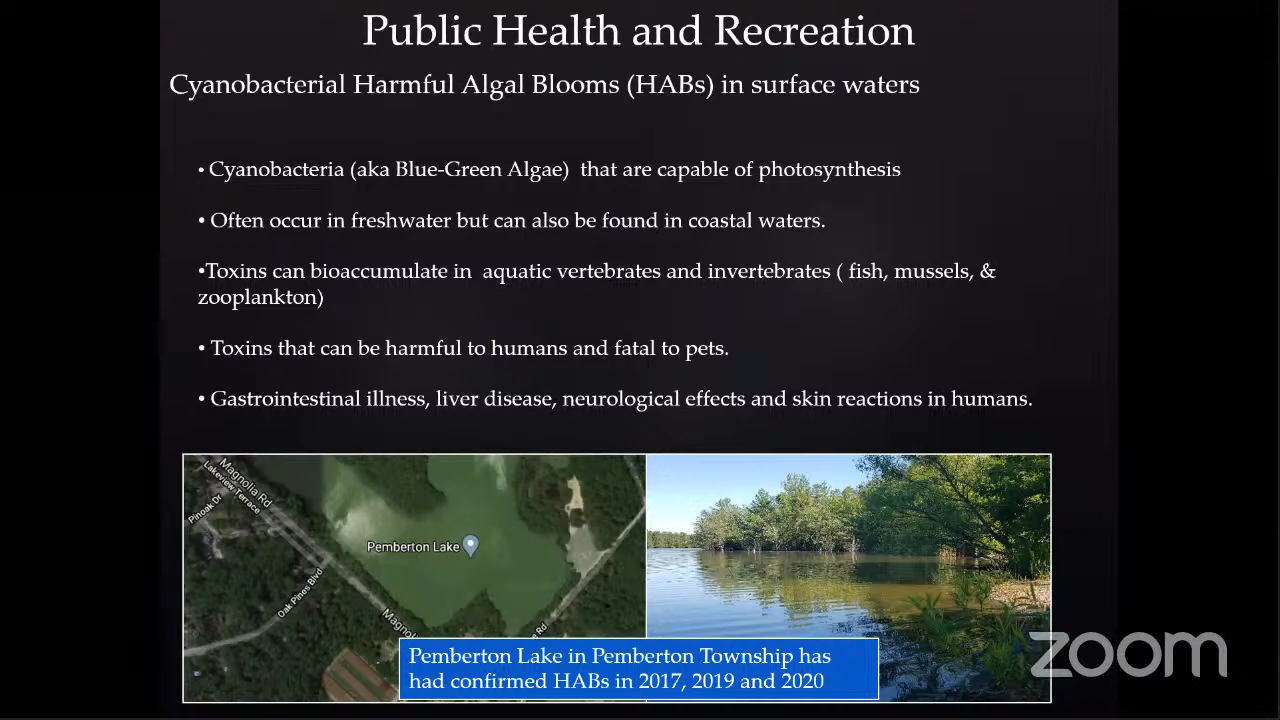 Public Health and Recreation
Cyanobacterial Harmful Algal Blooms (HABs) in surface waters
• Cyanobacteria (aka Blue-Green Algae)  that are capable of photosynthesis
• Often occur in freshwater but can also be found in coastal waters.
•Toxins can bioaccumulate in  aquatic vertebrates and invertebrates ( fish, mussels, &
zooplankton)
• Toxins that can be harmful to humans and fatal to pets.
• Gastrointestinal illness, liver disease, neurological effects and skin reactions in humans.
Magnolia Rd
Lakeview Terrace
Pinoak Dr
Pemberton Lake
Oak Pines Blvd
Magnol
Rd
Pemberton Lake in Pemberton Township has
had confirmed HABs in 2017, 2019 and 2020
zoom